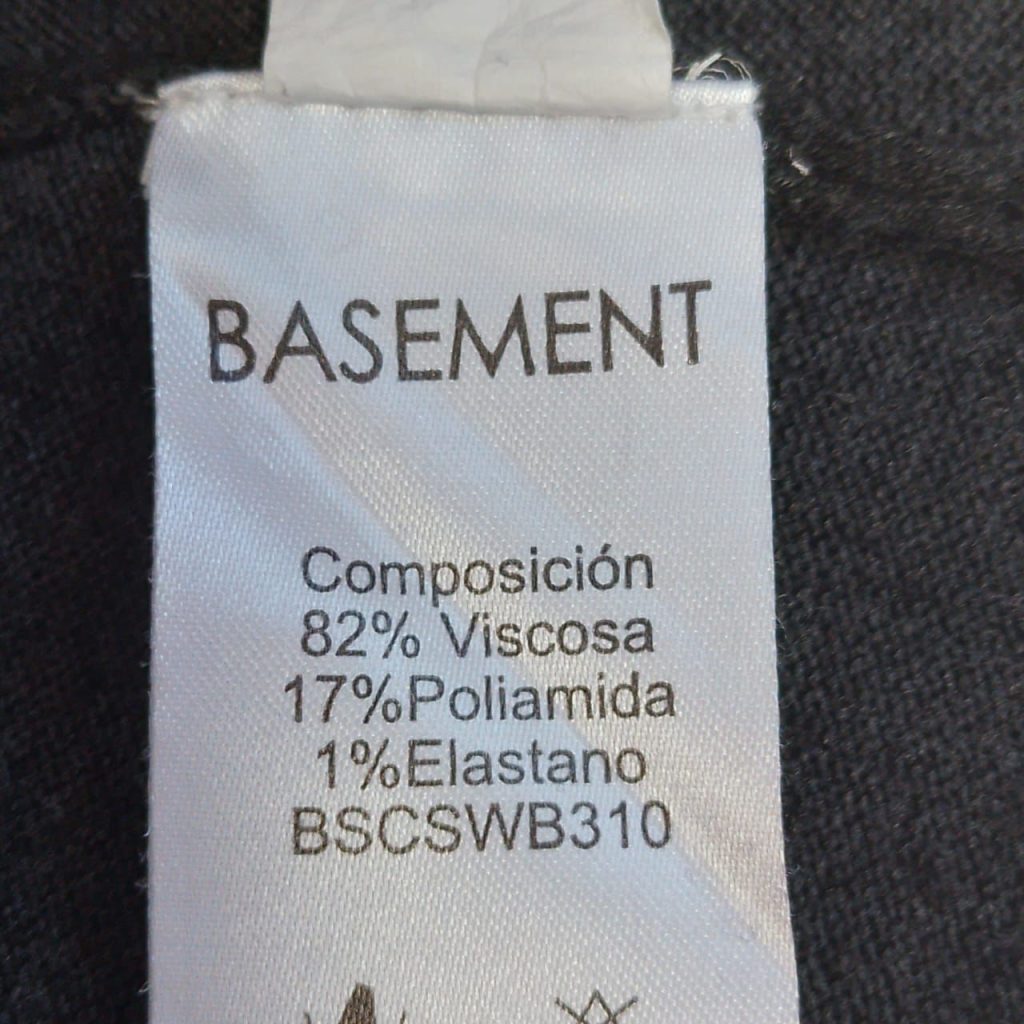 BASEMENT
Composición
82% Viscosa
17%Poliamida
1%Elastano
BSCSWB310